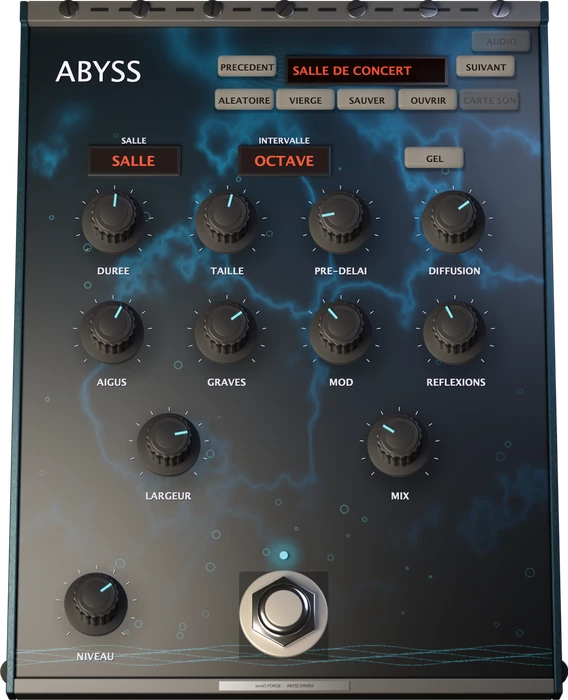 AUDIO
ABYSS
PRECEDENT
SALLE DE CONCERT
SUIVANT
ALEATOIRE
VIERGE
SAUVER
OUVRIR
CARTE SON
SALLE
INTERVALLE
SALLE
OCTAVE
GEL
DUREE
TAILLE
PRE-DELAI
DIFFUSION
AIGUS
GRAVES
MOD
REFLEXIONS
LARGEUR
MIX
NIVEAU